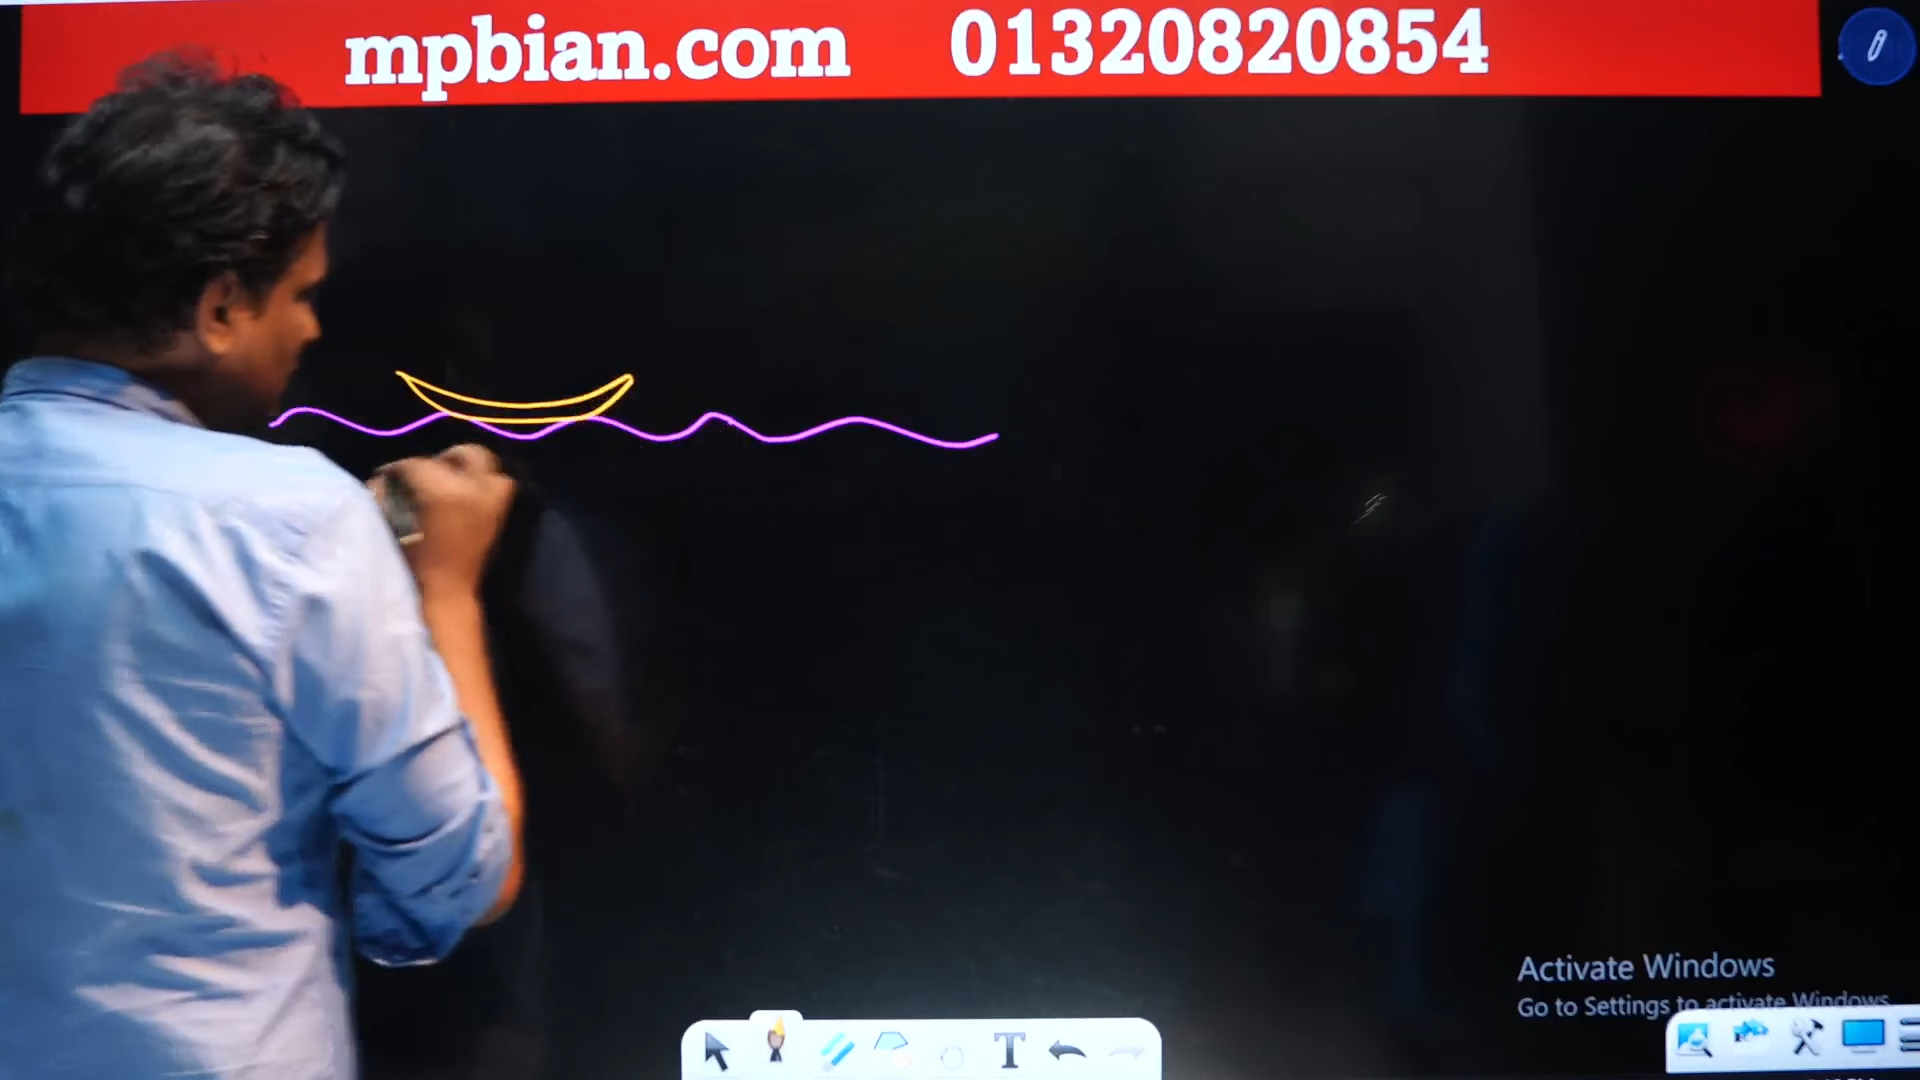 mpbian.com 01320820854
Activate Windows
Go to Settings to activate Windows.
T